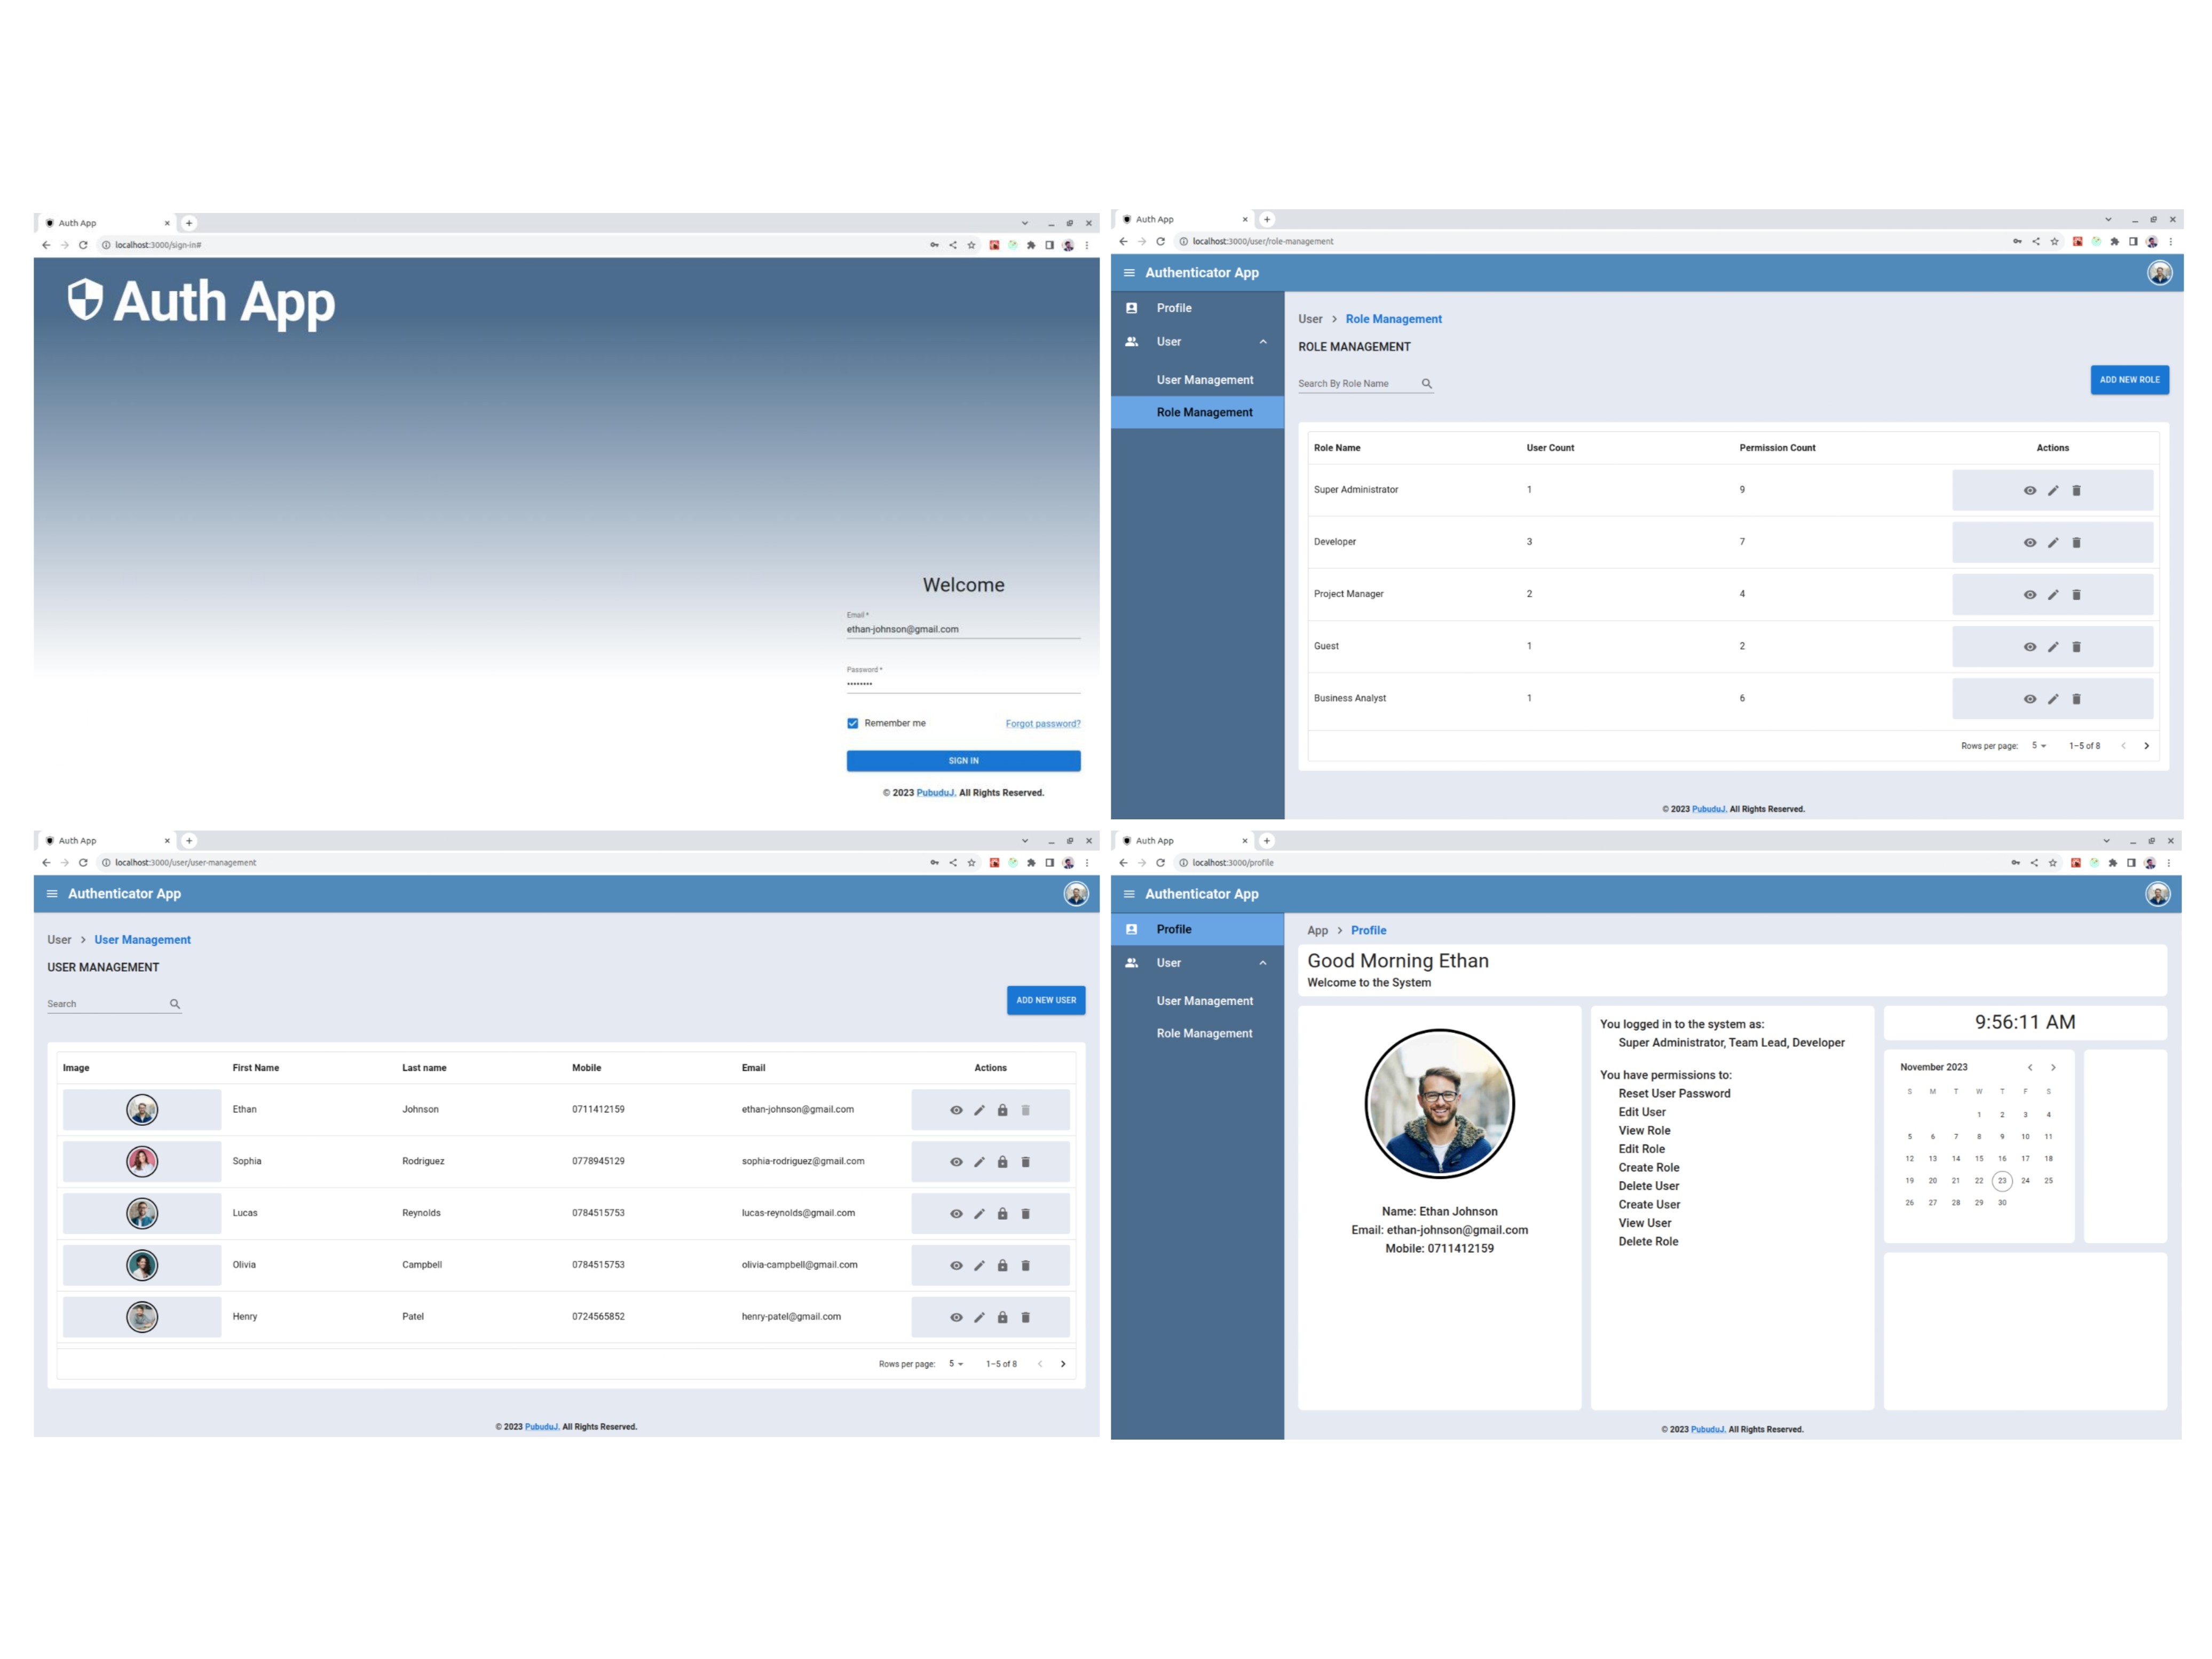 Auth App
localhost:3000/sign-in#
Auth App
Welcome
Email *
ethan-johnson@gmail.com
Password *
••••••••
Remember me Forgot password?
SIGN IN
© 2023 PubuduJ. All Rights Reserved.
Auth App
localhost:3000/user/role-management
Authenticator App
Profile
User
User Management
Role Management
User > Role Management
ROLE MANAGEMENT
Search By Role Name
ADD NEW ROLE
Role Name User Count Permission Count Actions
Super Administrator 1 9
Developer 3 7
Project Manager 2 4
Guest 1 2
Business Analyst 1 6
Rows per page: 5 1–5 of 8
© 2023 PubuduJ. All Rights Reserved.
Auth App
localhost:3000/user/user-management
Authenticator App
User > User Management
USER MANAGEMENT
Search
ADD NEW USER
Image First Name Last name Mobile Email Actions
Ethan Johnson 0711412159 ethan-johnson@gmail.com
Sophia Rodriguez 0778945129 sophia-rodriguez@gmail.com
Lucas Reynolds 0784515753 lucas-reynolds@gmail.com
Olivia Campbell 0784515753 olivia-campbell@gmail.com
Henry Patel 0724565852 henry-patel@gmail.com
Rows per page: 5 1–5 of 8
© 2023 PubuduJ. All Rights Reserved.
Auth App
localhost:3000/profile
Authenticator App
Profile
User
User Management
Role Management
App > Profile
Good Morning Ethan
Welcome to the System
Name: Ethan Johnson
Email: ethan-johnson@gmail.com
Mobile: 0711412159
You logged in to the system as:
Super Administrator, Team Lead, Developer
You have permissions to:
Reset User Password
Edit User
View Role
Edit Role
Create Role
Delete User
Create User
View User
Delete Role
9:56:11 AM
November 2023
S M T W T F S
1 2 3 4
5 6 7 8 9 10 11
12 13 14 15 16 17 18
19 20 21 22 23 24 25
26 27 28 29 30
© 2023 PubuduJ. All Rights Reserved.